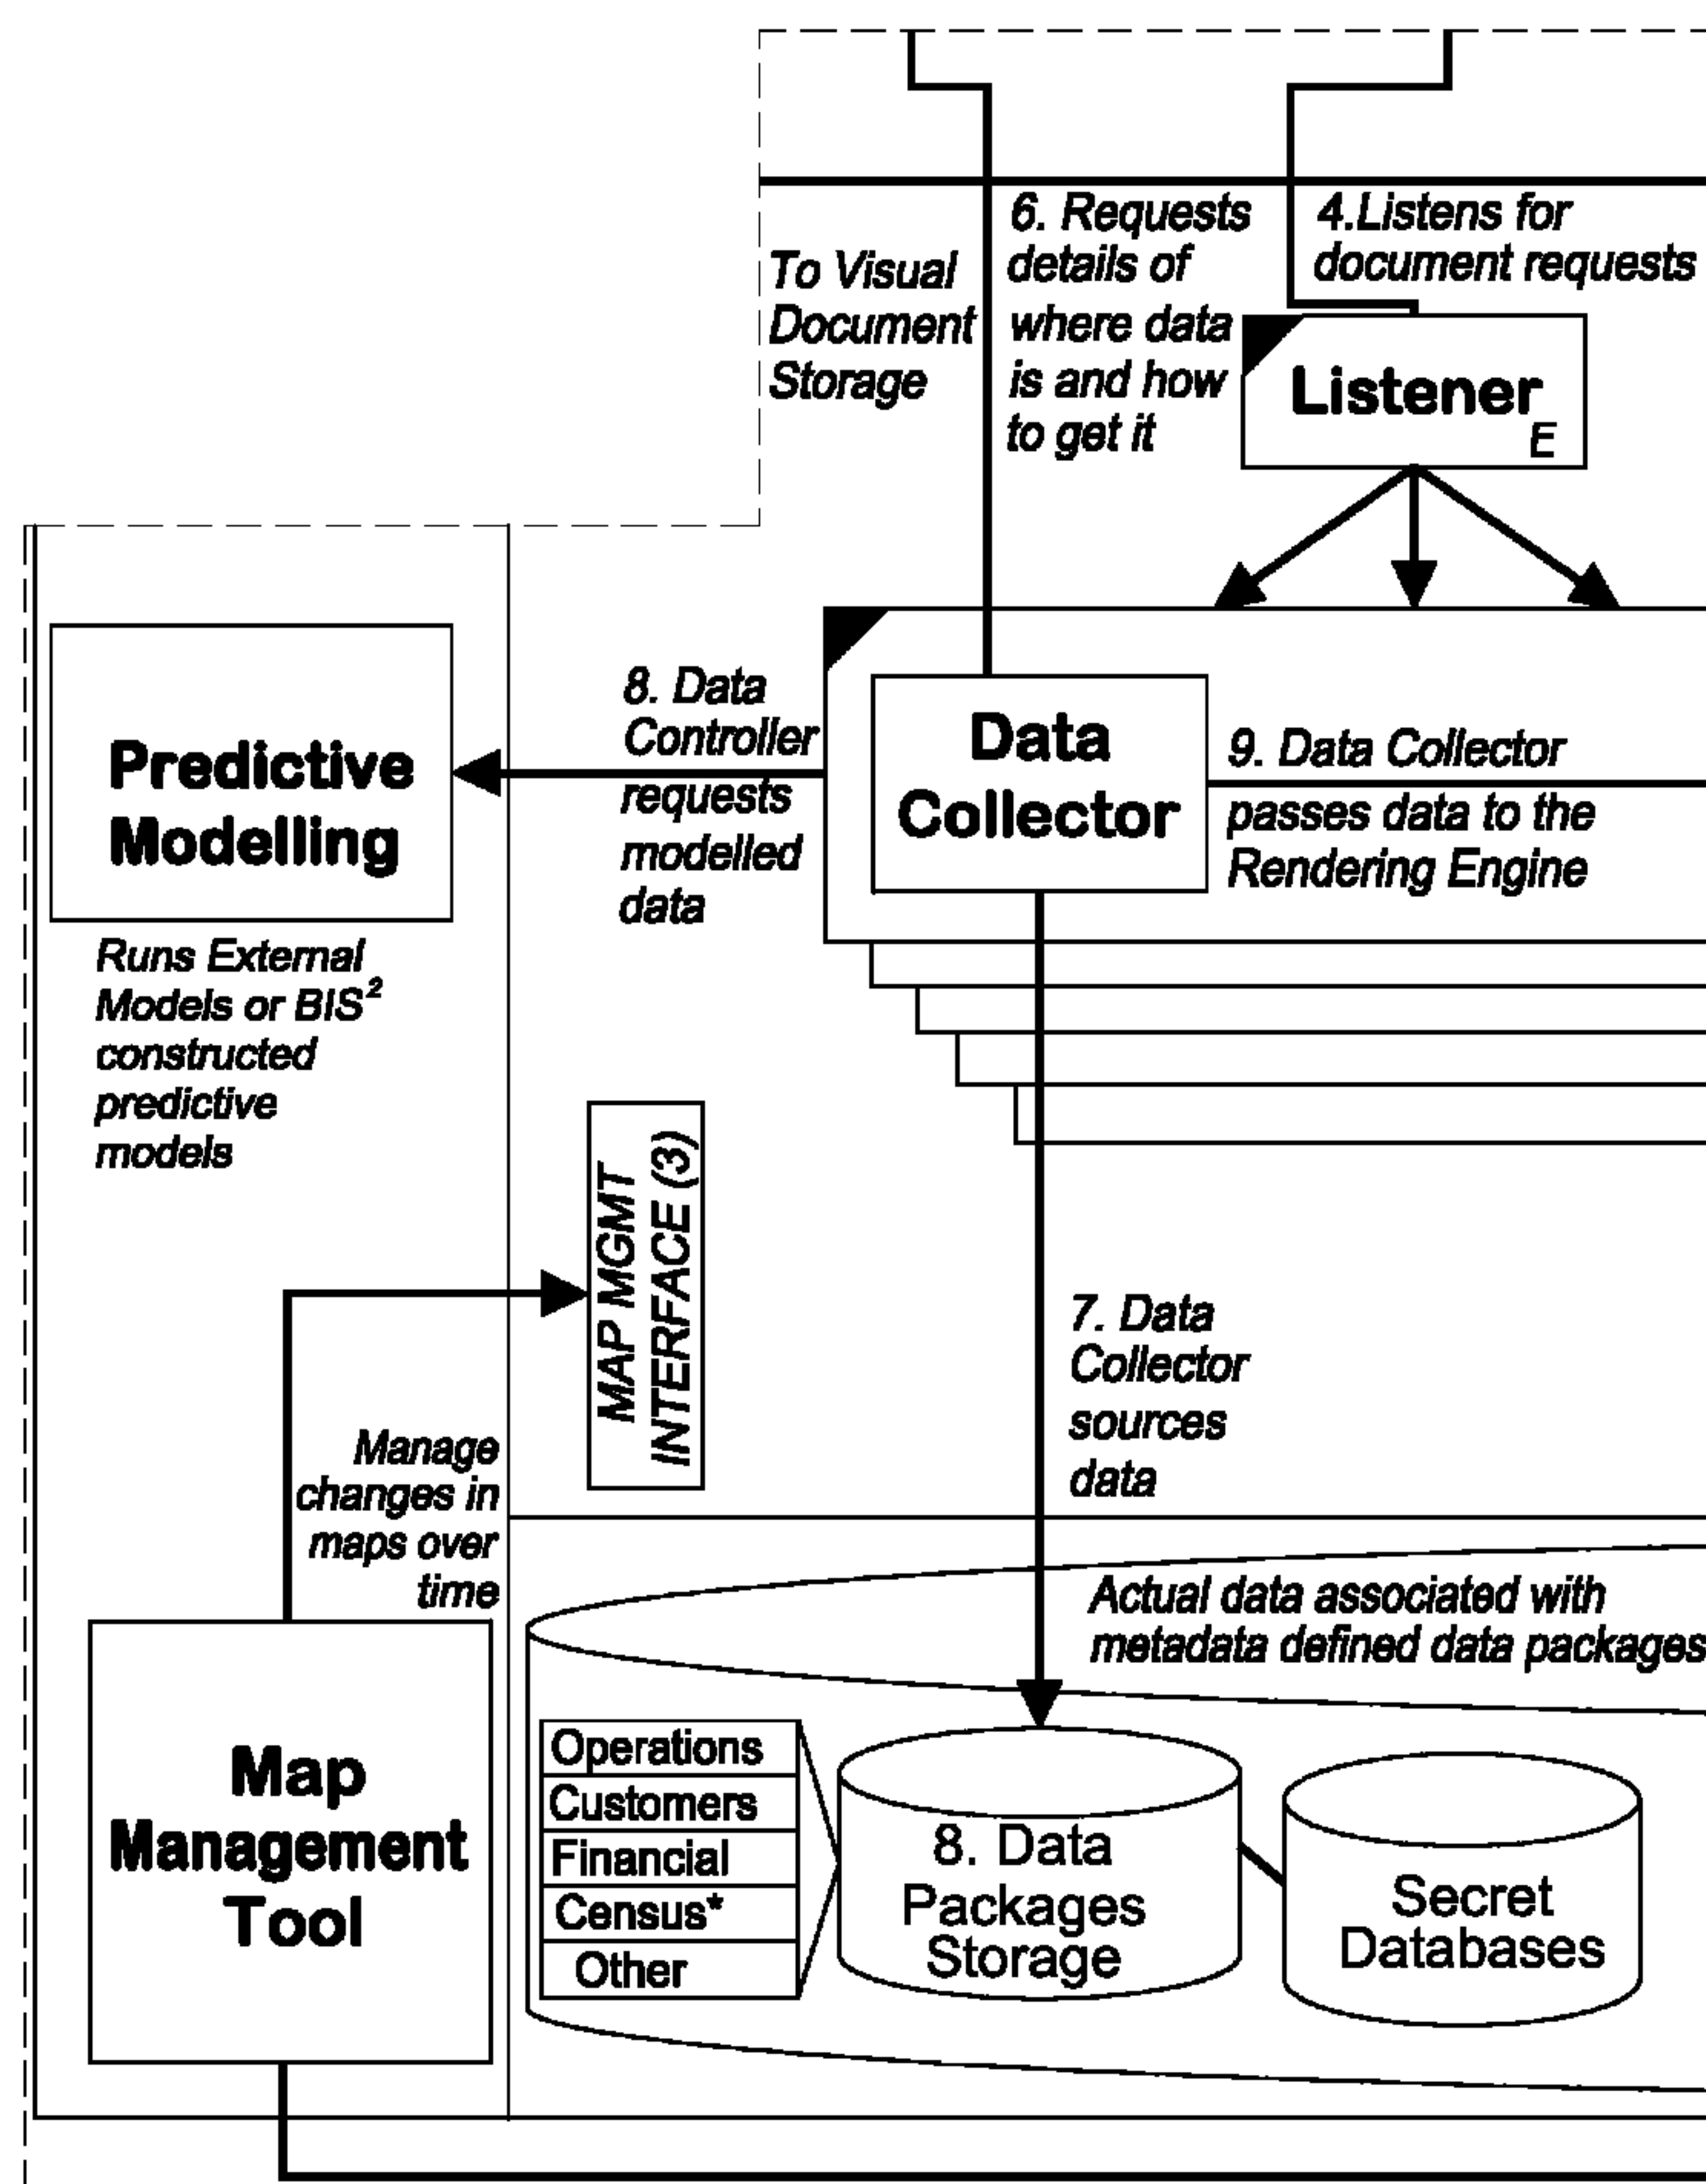 To Visual
Document
Storage
6. Requests
details of
where data
is and how
to get it
4.Listens for
document requests
Listener
E
Predictive
Modelling
Runs External
Models or BIS²
constructed
predictive
models
8. Data
Controller
requests
modelled
data
Data
Collector
9. Data Collector
passes data to the
Rendering Engine
MAP MGMT
INTERFACE (3)
7. Data
Collector
sources
data
Manage
changes in
maps over
time
Map
Management
Tool
Actual data associated with
metadata defined data packages
Operations
Customers
Financial
Census*
Other
8. Data
Packages
Storage
Secret
Databases